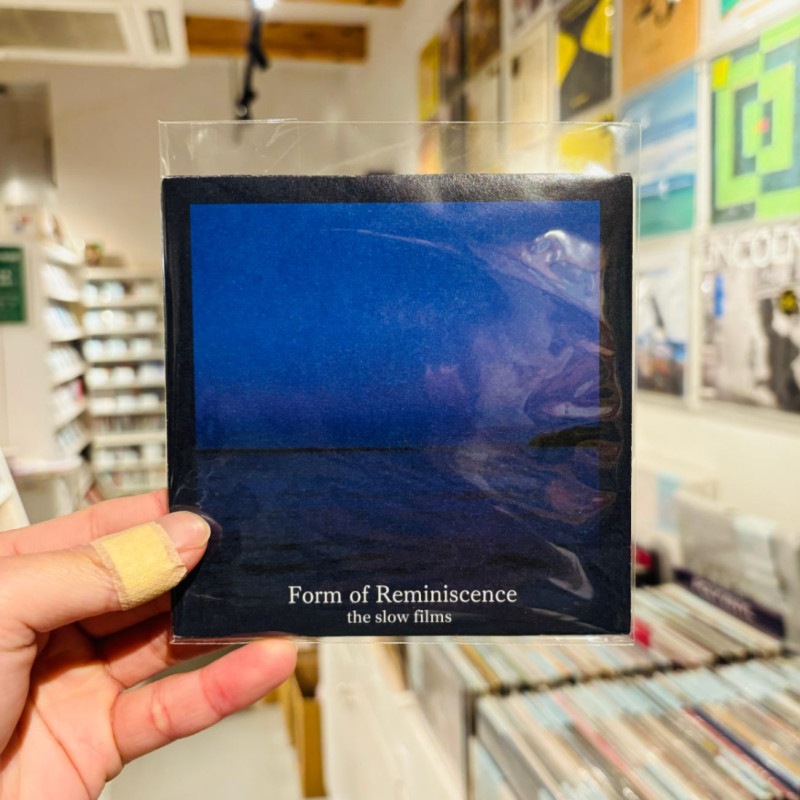 Form of Reminiscence
the slow films